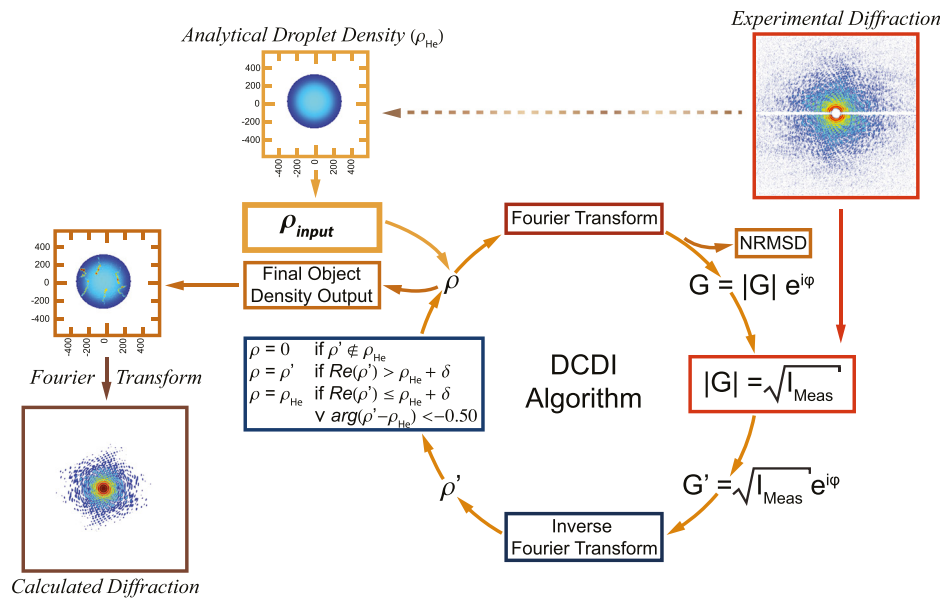 Analytical Droplet Density (ρHe)
Experimental Diffraction
400
200
0
-200
-400
-400
-200
0
200
400
ρinput
Fourier Transform
NRMSD
Final Object
Density Output
ρ
G = |G| eiφ
400
200
0
-200
-400
-400
-200
0
200
400
Fourier Transform
ρ = 0 if ρ' ∉ ρHe
ρ = ρ' if Re(ρ') > ρHe + δ
ρ = ρHe if Re(ρ') ≤ ρHe + δ
∨ arg(ρ'−ρHe) <−0.50
DCDI
Algorithm
|G| = √IMeas
G' = √IMeas eiφ
ρ'
Inverse
Fourier Transform
Calculated Diffraction